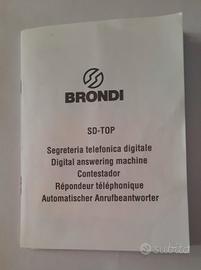 BRONDI
SD-TOP
Segreteria telefonica digitale
Digital answering machine
Contestador
Répondeur téléphonique
Automatischer Anrufbeantworter
subito